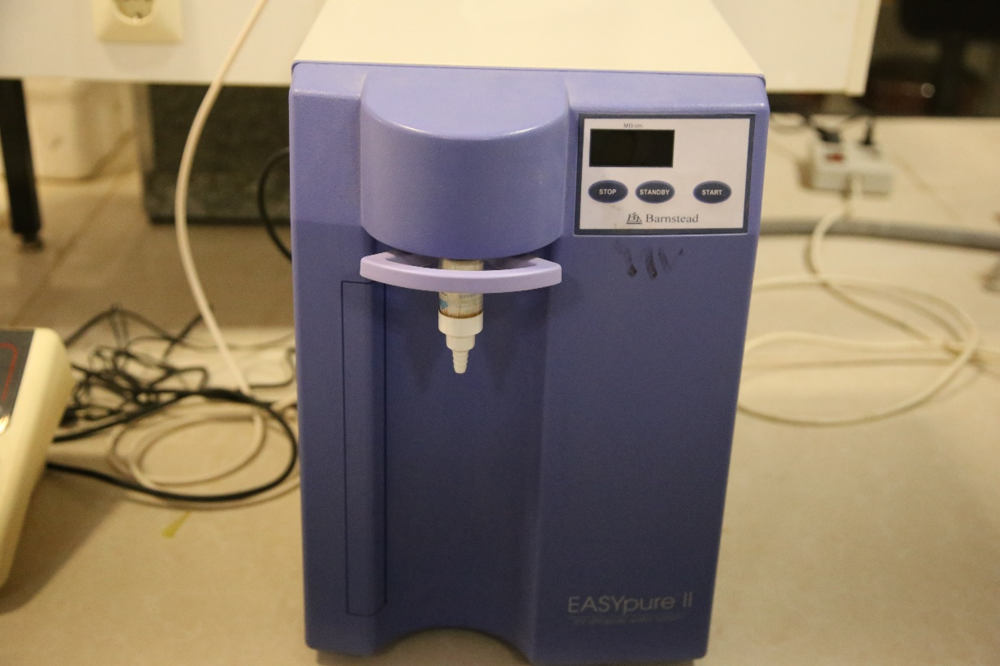 MΩ-cm
STOP STANDBY START
Barnstead
EASYpure II